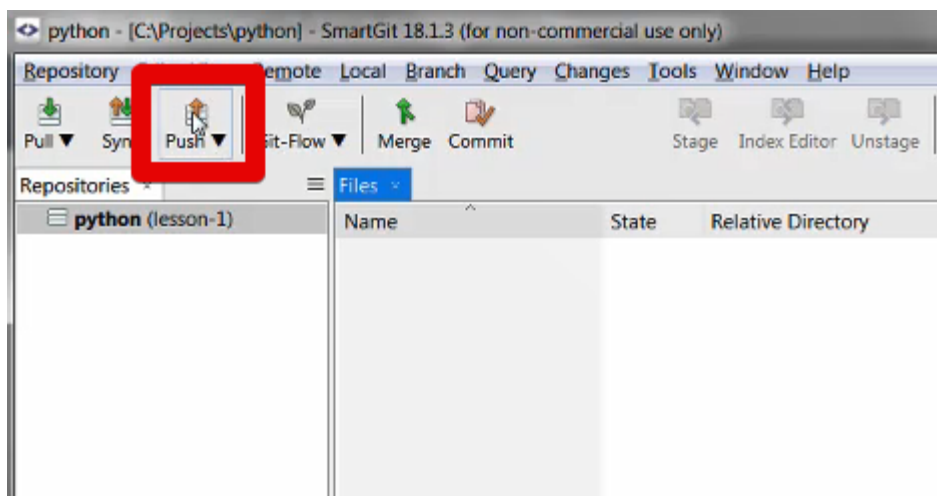 python - [C:\Projects\python] - SmartGit 18.1.3 (for non-commercial use only)
Repository Remote Local Branch Query Changes Tools Window Help
Pull ▼ Syn Push ▼ Git-Flow ▼ Merge Commit Stage Index Editor Unstage
Repositories × Files ×
python (lesson-1) Name State Relative Directory